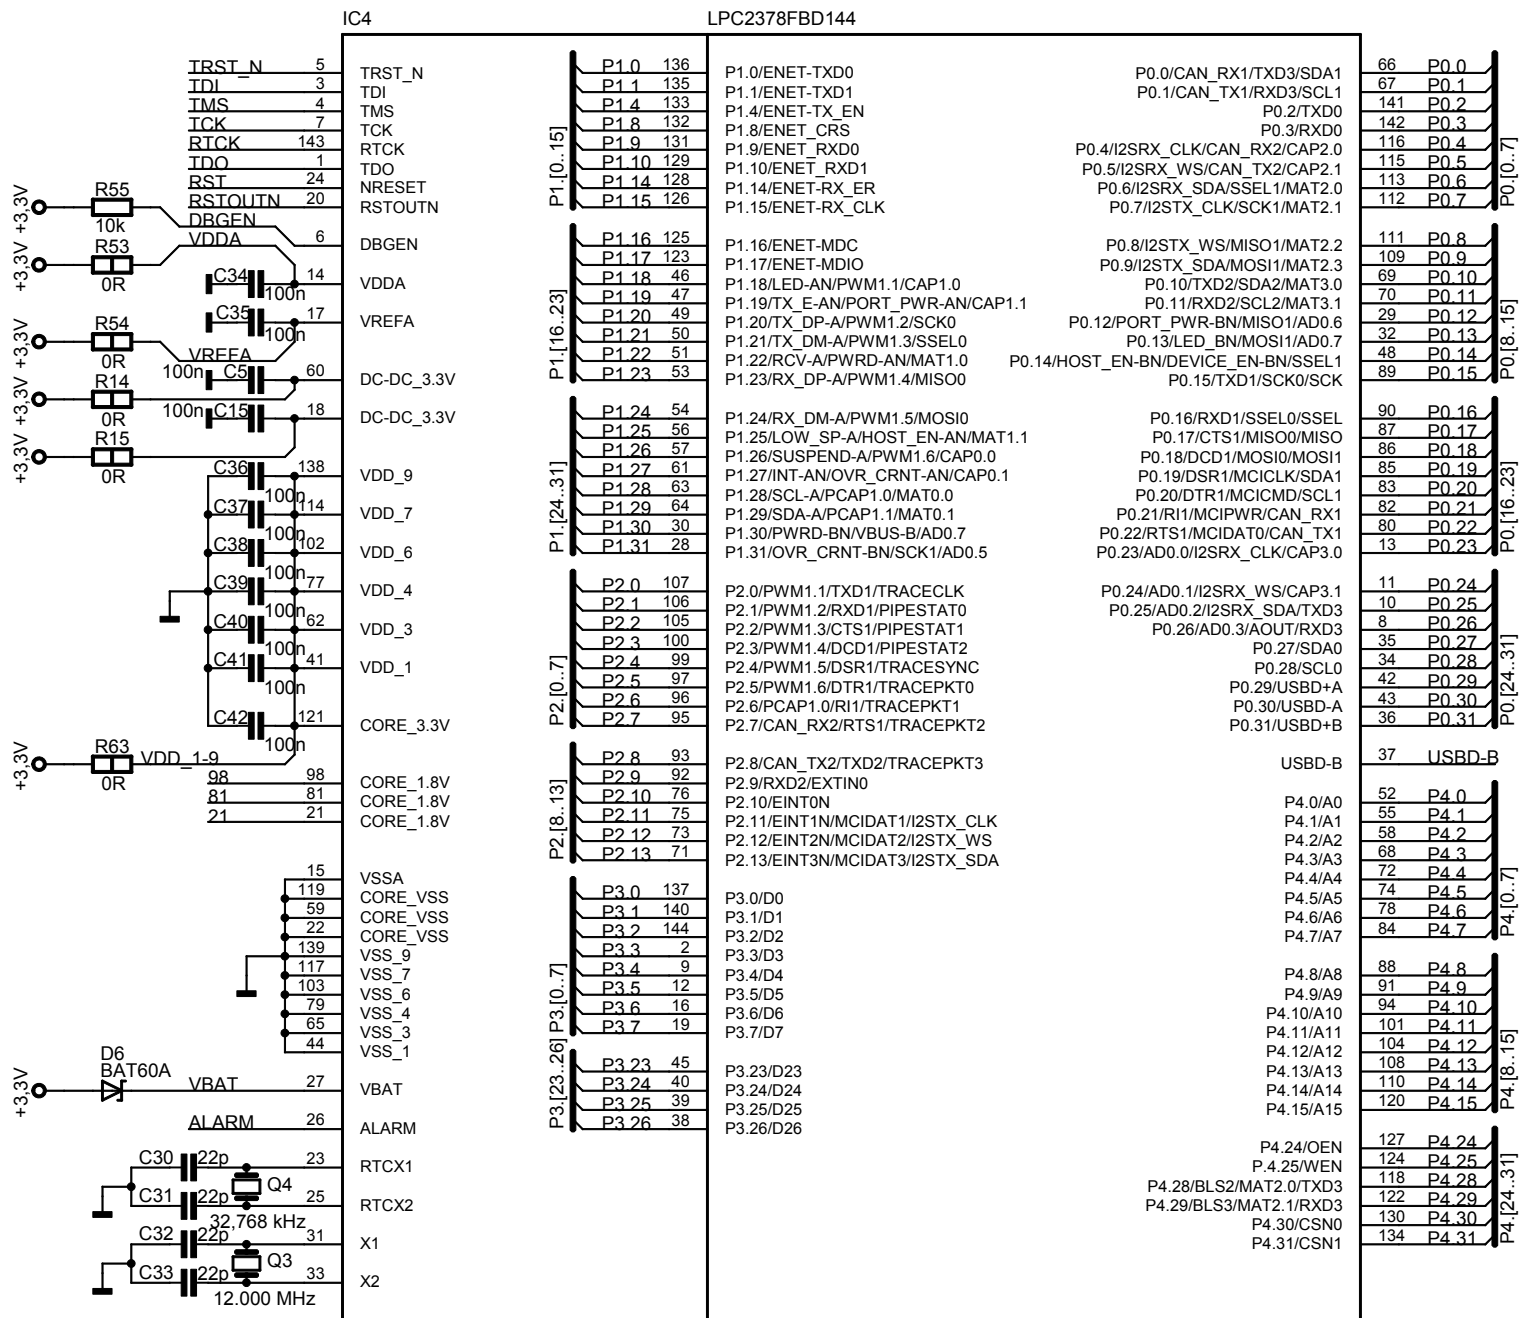 IC4
LPC2378FBD144
TRST_N 5 TRST_N
TDI 3 TDI
TMS 4 TMS
TCK 7 TCK
RTCK 143 RTCK
TDO 1 TDO
RST 24 NRESET
RSTOUTN 20 RSTOUTN
+3,3V R55 10k DBGEN 6 DBGEN
+3,3V R53 0R VDDA 14 VDDA
C34 100n
C35 100n 17 VREFA
+3,3V R54 0R VREFA
100n C5 60 DC-DC_3.3V
+3,3V R14 0R
100n C15 18 DC-DC_3.3V
+3,3V R15 0R
C36 100n 138 VDD_9
C37 100n 114 VDD_7
C38 100n 102 VDD_6
C39 100n 77 VDD_4
C40 100n 62 VDD_3
C41 100n 41 VDD_1
C42 100n 121 CORE_3.3V
+3,3V R63 0R VDD_1-9
98 98 CORE_1.8V
81 81 CORE_1.8V
21 21 CORE_1.8V
15 VSSA
119 CORE_VSS
59 CORE_VSS
22 CORE_VSS
139 VSS_9
117 VSS_7
103 VSS_6
79 VSS_4
65 VSS_3
44 VSS_1
+3,3V D6 BAT60A VBAT 27 VBAT
ALARM 26 ALARM
C30 22p 23 RTCX1
Q4
C31 22p 25 RTCX2
32,768 kHz
C32 22p 31 X1
Q3
C33 22p 33 X2
12.000 MHz
P1.[0..15]
P1.0 136 P1.0/ENET-TXD0
P1.1 135 P1.1/ENET-TXD1
P1.4 133 P1.4/ENET-TX_EN
P1.8 132 P1.8/ENET_CRS
P1.9 131 P1.9/ENET_RXD0
P1.10 129 P1.10/ENET_RXD1
P1.14 128 P1.14/ENET-RX_ER
P1.15 126 P1.15/ENET-RX_CLK
P1.[16..23]
P1.16 125 P1.16/ENET-MDC
P1.17 123 P1.17/ENET-MDIO
P1.18 46 P1.18/LED-AN/PWM1.1/CAP1.0
P1.19 47 P1.19/TX_E-AN/PORT_PWR-AN/CAP1.1
P1.20 49 P1.20/TX_DP-A/PWM1.2/SCK0
P1.21 50 P1.21/TX_DM-A/PWM1.3/SSEL0
P1.22 51 P1.22/RCV-A/PWRD-AN/MAT1.0
P1.23 53 P1.23/RX_DP-A/PWM1.4/MISO0
P1.[24..31]
P1.24 54 P1.24/RX_DM-A/PWM1.5/MOSI0
P1.25 56 P1.25/LOW_SP-A/HOST_EN-AN/MAT1.1
P1.26 57 P1.26/SUSPEND-A/PWM1.6/CAP0.0
P1.27 61 P1.27/INT-AN/OVR_CRNT-AN/CAP0.1
P1.28 63 P1.28/SCL-A/PCAP1.0/MAT0.0
P1.29 64 P1.29/SDA-A/PCAP1.1/MAT0.1
P1.30 30 P1.30/PWRD-BN/VBUS-B/AD0.7
P1.31 28 P1.31/OVR_CRNT-BN/SCK1/AD0.5
P2.[0..7]
P2.0 107 P2.0/PWM1.1/TXD1/TRACECLK
P2.1 106 P2.1/PWM1.2/RXD1/PIPESTAT0
P2.2 105 P2.2/PWM1.3/CTS1/PIPESTAT1
P2.3 100 P2.3/PWM1.4/DCD1/PIPESTAT2
P2.4 99 P2.4/PWM1.5/DSR1/TRACESYNC
P2.5 97 P2.5/PWM1.6/DTR1/TRACEPKT0
P2.6 96 P2.6/PCAP1.0/RI1/TRACEPKT1
P2.7 95 P2.7/CAN_RX2/RTS1/TRACEPKT2
P2.[8..13]
P2.8 93 P2.8/CAN_TX2/TXD2/TRACEPKT3
P2.9 92 P2.9/RXD2/EXTIN0
P2.10 76 P2.10/EINT0N
P2.11 75 P2.11/EINT1N/MCIDAT1/I2STX_CLK
P2.12 73 P2.12/EINT2N/MCIDAT2/I2STX_WS
P2.13 71 P2.13/EINT3N/MCIDAT3/I2STX_SDA
P3.[0..7]
P3.0 137 P3.0/D0
P3.1 140 P3.1/D1
P3.2 144 P3.2/D2
P3.3 2 P3.3/D3
P3.4 9 P3.4/D4
P3.5 12 P3.5/D5
P3.6 16 P3.6/D6
P3.7 19 P3.7/D7
P3.[23..26]
P3.23 45 P3.23/D23
P3.24 40 P3.24/D24
P3.25 39 P3.25/D25
P3.26 38 P3.26/D26
P0.0/CAN_RX1/TXD3/SDA1 66 P0.0
P0.1/CAN_TX1/RXD3/SCL1 67 P0.1
P0.2/TXD0 141 P0.2
P0.3/RXD0 142 P0.3
P0.4/I2SRX_CLK/CAN_RX2/CAP2.0 116 P0.4
P0.5/I2SRX_WS/CAN_TX2/CAP2.1 115 P0.5
P0.6/I2SRX_SDA/SSEL1/MAT2.0 113 P0.6
P0.7/I2STX_CLK/SCK1/MAT2.1 112 P0.7
P0.[0..7]
P0.8/I2STX_WS/MISO1/MAT2.2 111 P0.8
P0.9/I2STX_SDA/MOSI1/MAT2.3 109 P0.9
P0.10/TXD2/SDA2/MAT3.0 69 P0.10
P0.11/RXD2/SCL2/MAT3.1 70 P0.11
P0.12/PORT_PWR-BN/MISO1/AD0.6 29 P0.12
P0.13/LED_BN/MOSI1/AD0.7 32 P0.13
P0.14/HOST_EN-BN/DEVICE_EN-BN/SSEL1 48 P0.14
P0.15/TXD1/SCK0/SCK 89 P0.15
P0.[8..15]
P0.16/RXD1/SSEL0/SSEL 90 P0.16
P0.17/CTS1/MISO0/MISO 87 P0.17
P0.18/DCD1/MOSI0/MOSI1 86 P0.18
P0.19/DSR1/MCICLK/SDA1 85 P0.19
P0.20/DTR1/MCICMD/SCL1 83 P0.20
P0.21/RI1/MCIPWR/CAN_RX1 82 P0.21
P0.22/RTS1/MCIDAT0/CAN_TX1 80 P0.22
P0.23/AD0.0/I2SRX_CLK/CAP3.0 13 P0.23
P0.[16..23]
P0.24/AD0.1/I2SRX_WS/CAP3.1 11 P0.24
P0.25/AD0.2/I2SRX_SDA/TXD3 10 P0.25
P0.26/AD0.3/AOUT/RXD3 8 P0.26
P0.27/SDA0 35 P0.27
P0.28/SCL0 34 P0.28
P0.29/USBD+A 42 P0.29
P0.30/USBD-A 43 P0.30
P0.31/USBD+B 36 P0.31
P0.[24..31]
USBD-B 37 USBD-B
P4.0/A0 52 P4.0
P4.1/A1 55 P4.1
P4.2/A2 58 P4.2
P4.3/A3 68 P4.3
P4.4/A4 72 P4.4
P4.5/A5 74 P4.5
P4.6/A6 78 P4.6
P4.7/A7 84 P4.7
P4.[0..7]
P4.8/A8 88 P4.8
P4.9/A9 91 P4.9
P4.10/A10 94 P4.10
P4.11/A11 101 P4.11
P4.12/A12 104 P4.12
P4.13/A13 108 P4.13
P4.14/A14 110 P4.14
P4.15/A15 120 P4.15
P4.[8..15]
P4.24/OEN 127 P4.24
P.4.25/WEN 124 P4.25
P4.28/BLS2/MAT2.0/TXD3 118 P4.28
P4.29/BLS3/MAT2.1/RXD3 122 P4.29
P4.30/CSN0 130 P4.30
P4.31/CSN1 134 P4.31
P4.[24..31]